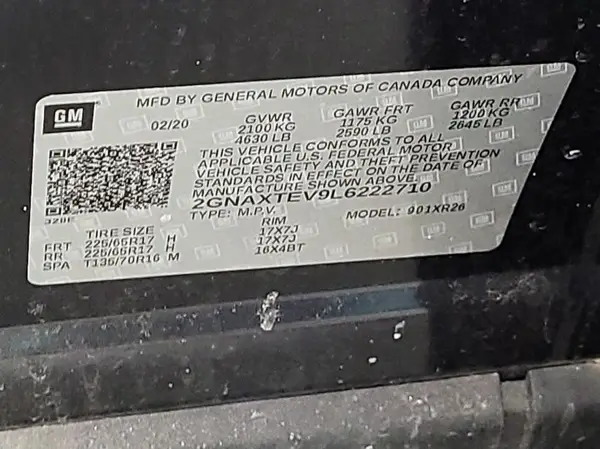 MFD BY GENERAL MOTORS OF CANADA COMPANY
GM
02/20 GVWR GAWR FRT GAWR RR
2100 KG 1175 KG 1200 KG
4630 LB 2590 LB 2645 LB
THIS VEHICLE CONFORMS TO ALL
APPLICABLE U.S. FEDERAL MOTOR
VEHICLE SAFETY AND THEFT PREVENTION
STANDARDS IN EFFECT ON THE DATE OF
MANUFACTURE SHOWN ABOVE.
2GNAXTEV9L6222710
TYPE: M.P.V. MODEL: 901XR26
TIRE SIZE RIM
FRT 225/65R17 H 17X7J
RR 225/65R17 H 17X7J
SPA T135/70R16 M 16X4BT